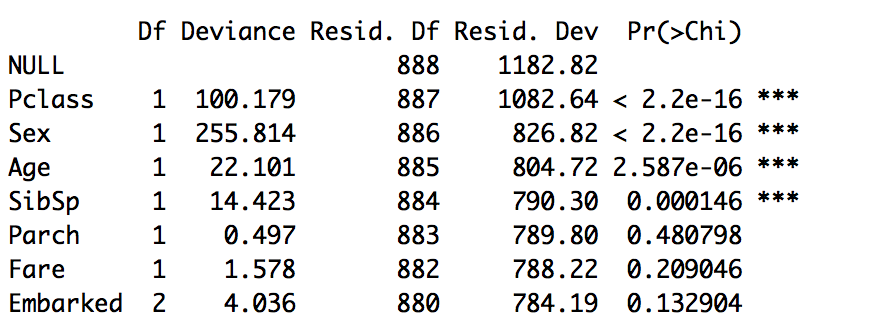 Df Deviance Resid. Df Resid. Dev Pr(>Chi)
NULL 888 1182.82
Pclass 1 100.179 887 1082.64 < 2.2e-16 ***
Sex 1 255.814 886 826.82 < 2.2e-16 ***
Age 1 22.101 885 804.72 2.587e-06 ***
SibSp 1 14.423 884 790.30 0.000146 ***
Parch 1 0.497 883 789.80 0.480798
Fare 1 1.578 882 788.22 0.209046
Embarked 2 4.036 880 784.19 0.132904